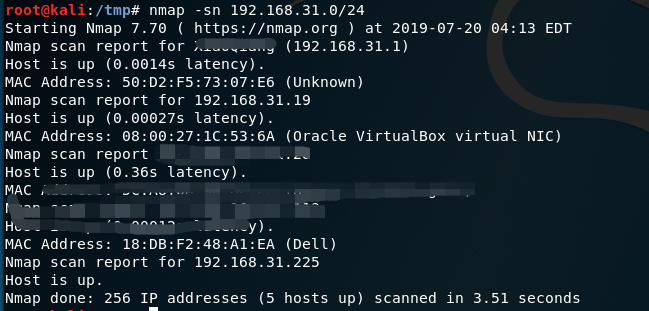 root@kali:/tmp# nmap -sn 192.168.31.0/24
Starting Nmap 7.70 ( https://nmap.org ) at 2019-07-20 04:13 EDT
Nmap scan report for (192.168.31.1)
Host is up (0.0014s latency).
MAC Address: 50:D2:F5:73:07:E6 (Unknown)
Nmap scan report for 192.168.31.19
Host is up (0.00027s latency).
MAC Address: 08:00:27:1C:53:6A (Oracle VirtualBox virtual NIC)
Nmap scan report
Host is up (0.36s latency).
MAC
Nmap
Host is up latency).
MAC Address: 18:DB:F2:48:A1:EA (Dell)
Nmap scan report for 192.168.31.225
Host is up.
Nmap done: 256 IP addresses (5 hosts up) scanned in 3.51 seconds